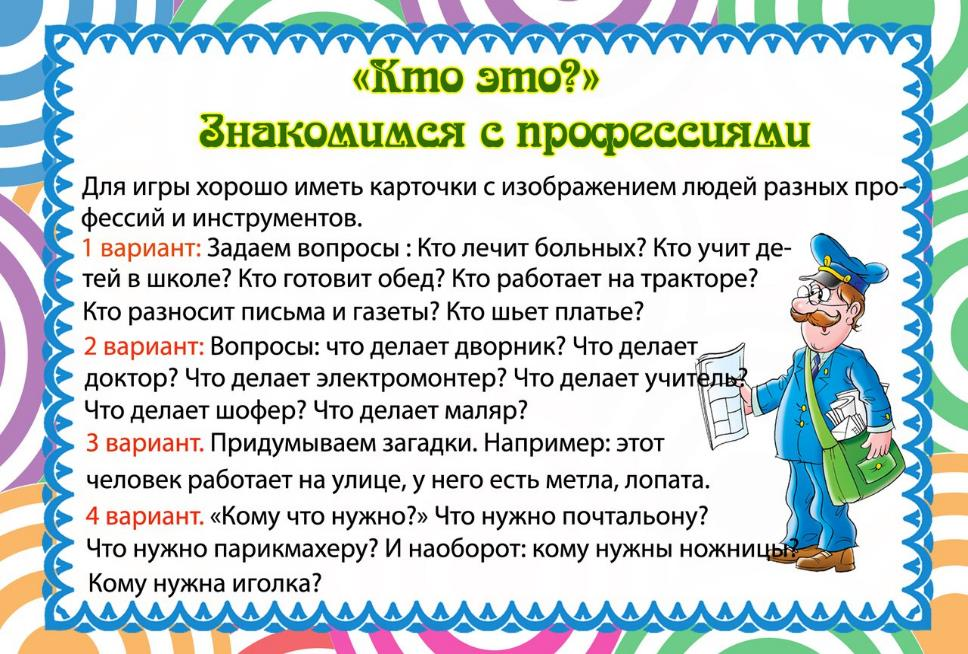 «Кто это?»
Знакомимся с профессиями
Для игры хорошо иметь карточки с изображением людей разных про-
фессий и инструментов.
1 вариант: Задаем вопросы : Кто лечит больных? Кто учит де-
тей в школе? Кто готовит обед? Кто работает на тракторе?
Кто разносит письма и газеты? Кто шьет платье?
2 вариант: Вопросы: что делает дворник? Что делает
доктор? Что делает электромонтер? Что делает учитель?
Что делает шофер? Что делает маляр?
3 вариант. Придумываем загадки. Например: этот
человек работает на улице, у него есть метла, лопата.
4 вариант. «Кому что нужно?» Что нужно почтальону?
Что нужно парикмахеру? И наоборот: кому нужны ножницы?
Кому нужна иголка?